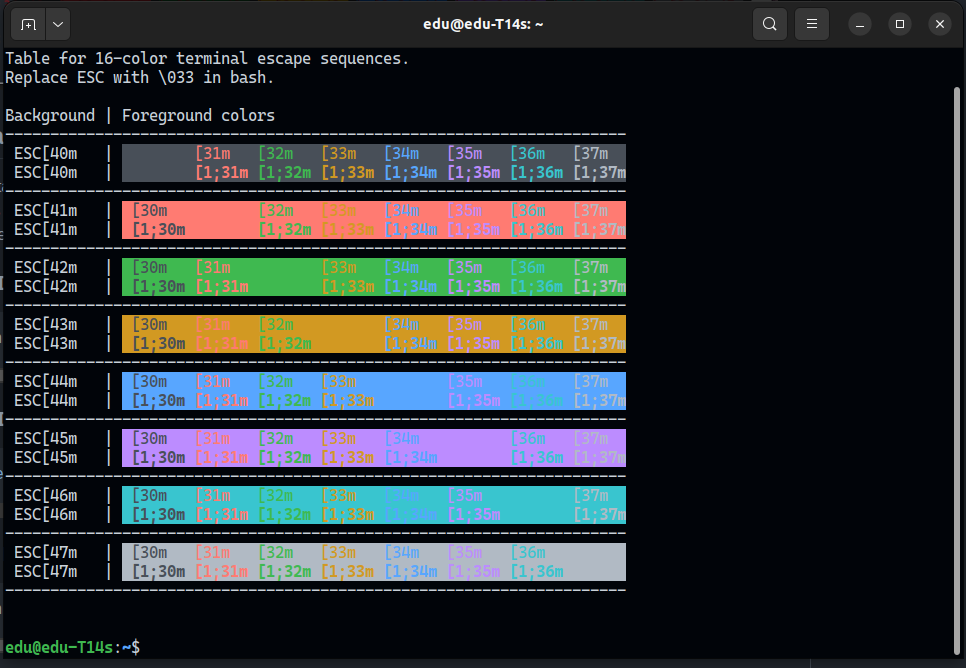 edu@edu-T14s: ~
Table for 16-color terminal escape sequences.
Replace ESC with \033 in bash.
Background | Foreground colors
---------------------------------------------------------------------
ESC[40m | [31m [32m [33m [34m [35m [36m [37m
ESC[40m | [1;31m [1;32m [1;33m [1;34m [1;35m [1;36m [1;37m
---------------------------------------------------------------------
ESC[41m | [30m [32m [33m [34m [35m [36m [37m
ESC[41m | [1;30m [1;32m [1;33m [1;34m [1;35m [1;36m [1;37m
---------------------------------------------------------------------
ESC[42m | [30m [31m [33m [34m [35m [36m [37m
ESC[42m | [1;30m [1;31m [1;33m [1;34m [1;35m [1;36m [1;37m
---------------------------------------------------------------------
ESC[43m | [30m [31m [32m [34m [35m [36m [37m
ESC[43m | [1;30m [1;31m [1;32m [1;34m [1;35m [1;36m [1;37m
---------------------------------------------------------------------
ESC[44m | [30m [31m [32m [33m [35m [36m [37m
ESC[44m | [1;30m [1;31m [1;32m [1;33m [1;35m [1;36m [1;37m
---------------------------------------------------------------------
ESC[45m | [30m [31m [32m [33m [34m [36m [37m
ESC[45m | [1;30m [1;31m [1;32m [1;33m [1;34m [1;36m [1;37m
---------------------------------------------------------------------
ESC[46m | [30m [31m [32m [33m [34m [35m [37m
ESC[46m | [1;30m [1;31m [1;32m [1;33m [1;34m [1;35m [1;37m
---------------------------------------------------------------------
ESC[47m | [30m [31m [32m [33m [34m [35m [36m
ESC[47m | [1;30m [1;31m [1;32m [1;33m [1;34m [1;35m [1;36m
---------------------------------------------------------------------
edu@edu-T14s:~$